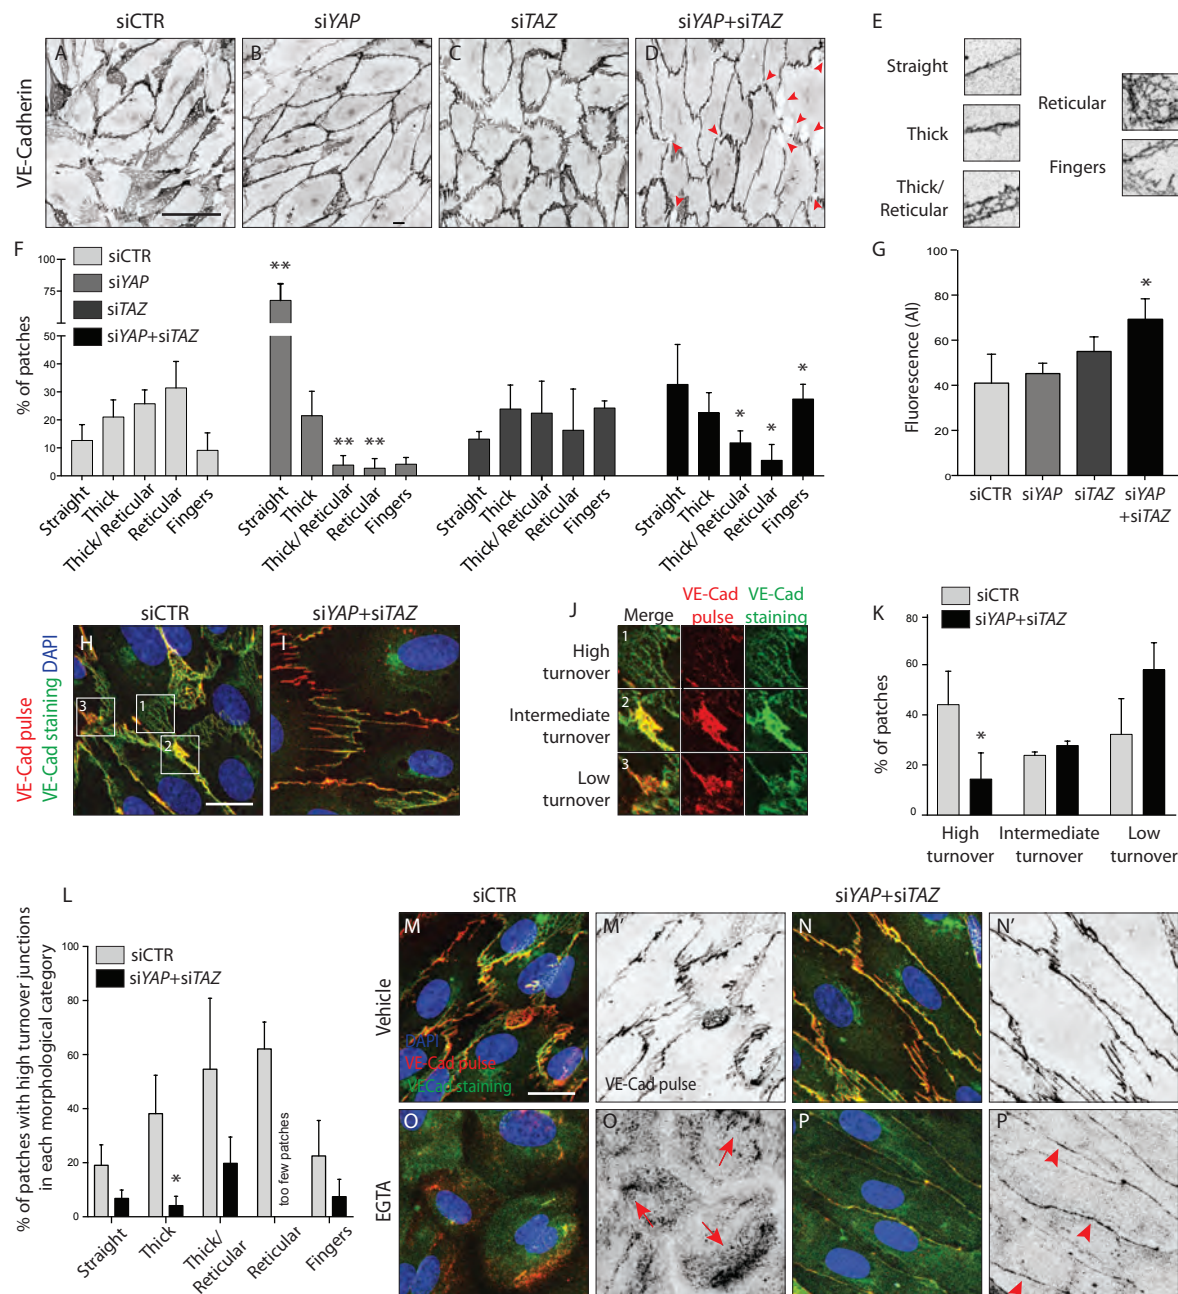 siCTR
siYAP
siTAZ
siYAP+siTAZ
VE-Cadherin
A
B
C
D
E
Straight
Thick
Thick/
Reticular
Reticular
Fingers
F
siCTR
siYAP
siTAZ
siYAP+siTAZ
% of patches
100
75
50
30
20
10
0
**
**
**
*
*
*
Straight
Thick
Thick/ Reticular
Reticular
Fingers
Straight
Thick
Thick/ Reticular
Reticular
Fingers
Straight
Thick
Thick/ Reticular
Reticular
Fingers
Straight
Thick
Thick/ Reticular
Reticular
Fingers
G
Fluorescence (AI)
100
80
60
40
20
0
*
siCTR
siYAP
siTAZ
siYAP
+siTAZ
siCTR
siYAP+siTAZ
VE-Cad pulse
VE-Cad staining DAPI
H
1
2
3
I
J
Merge
VE-Cad
pulse
VE-Cad
staining
High
turnover
1
Intermediate
turnover
2
Low
turnover
3
K
siCTR
siYAP+siTAZ
% of patches
80
60
40
20
0
*
High
turnover
Intermediate
turnover
Low
turnover
L
siCTR
siYAP+siTAZ
% of patches with high turnover junctions
in each morphological category
100
80
60
40
20
0
*
too few patches
Straight
Thick
Thick/
Reticular
Reticular
Fingers
siCTR
siYAP+siTAZ
Vehicle
M
DAPI
VE-Cad pulse
VECad staining
M'
VE-Cad pulse
N
N'
EGTA
O
O'
P
P'